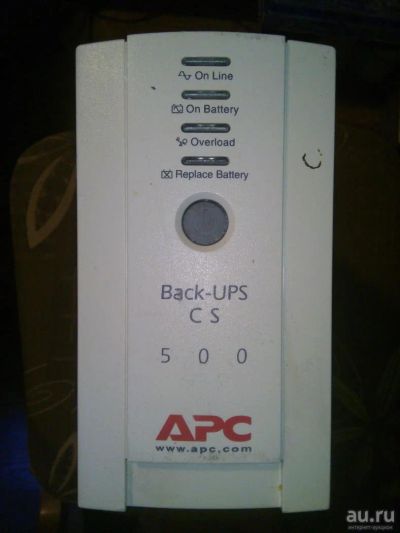 On Line
On Battery
Overload
Replace Battery
Back-UPS
CS
500
APC
www.apc.com
au.ru
интернет-аукцион